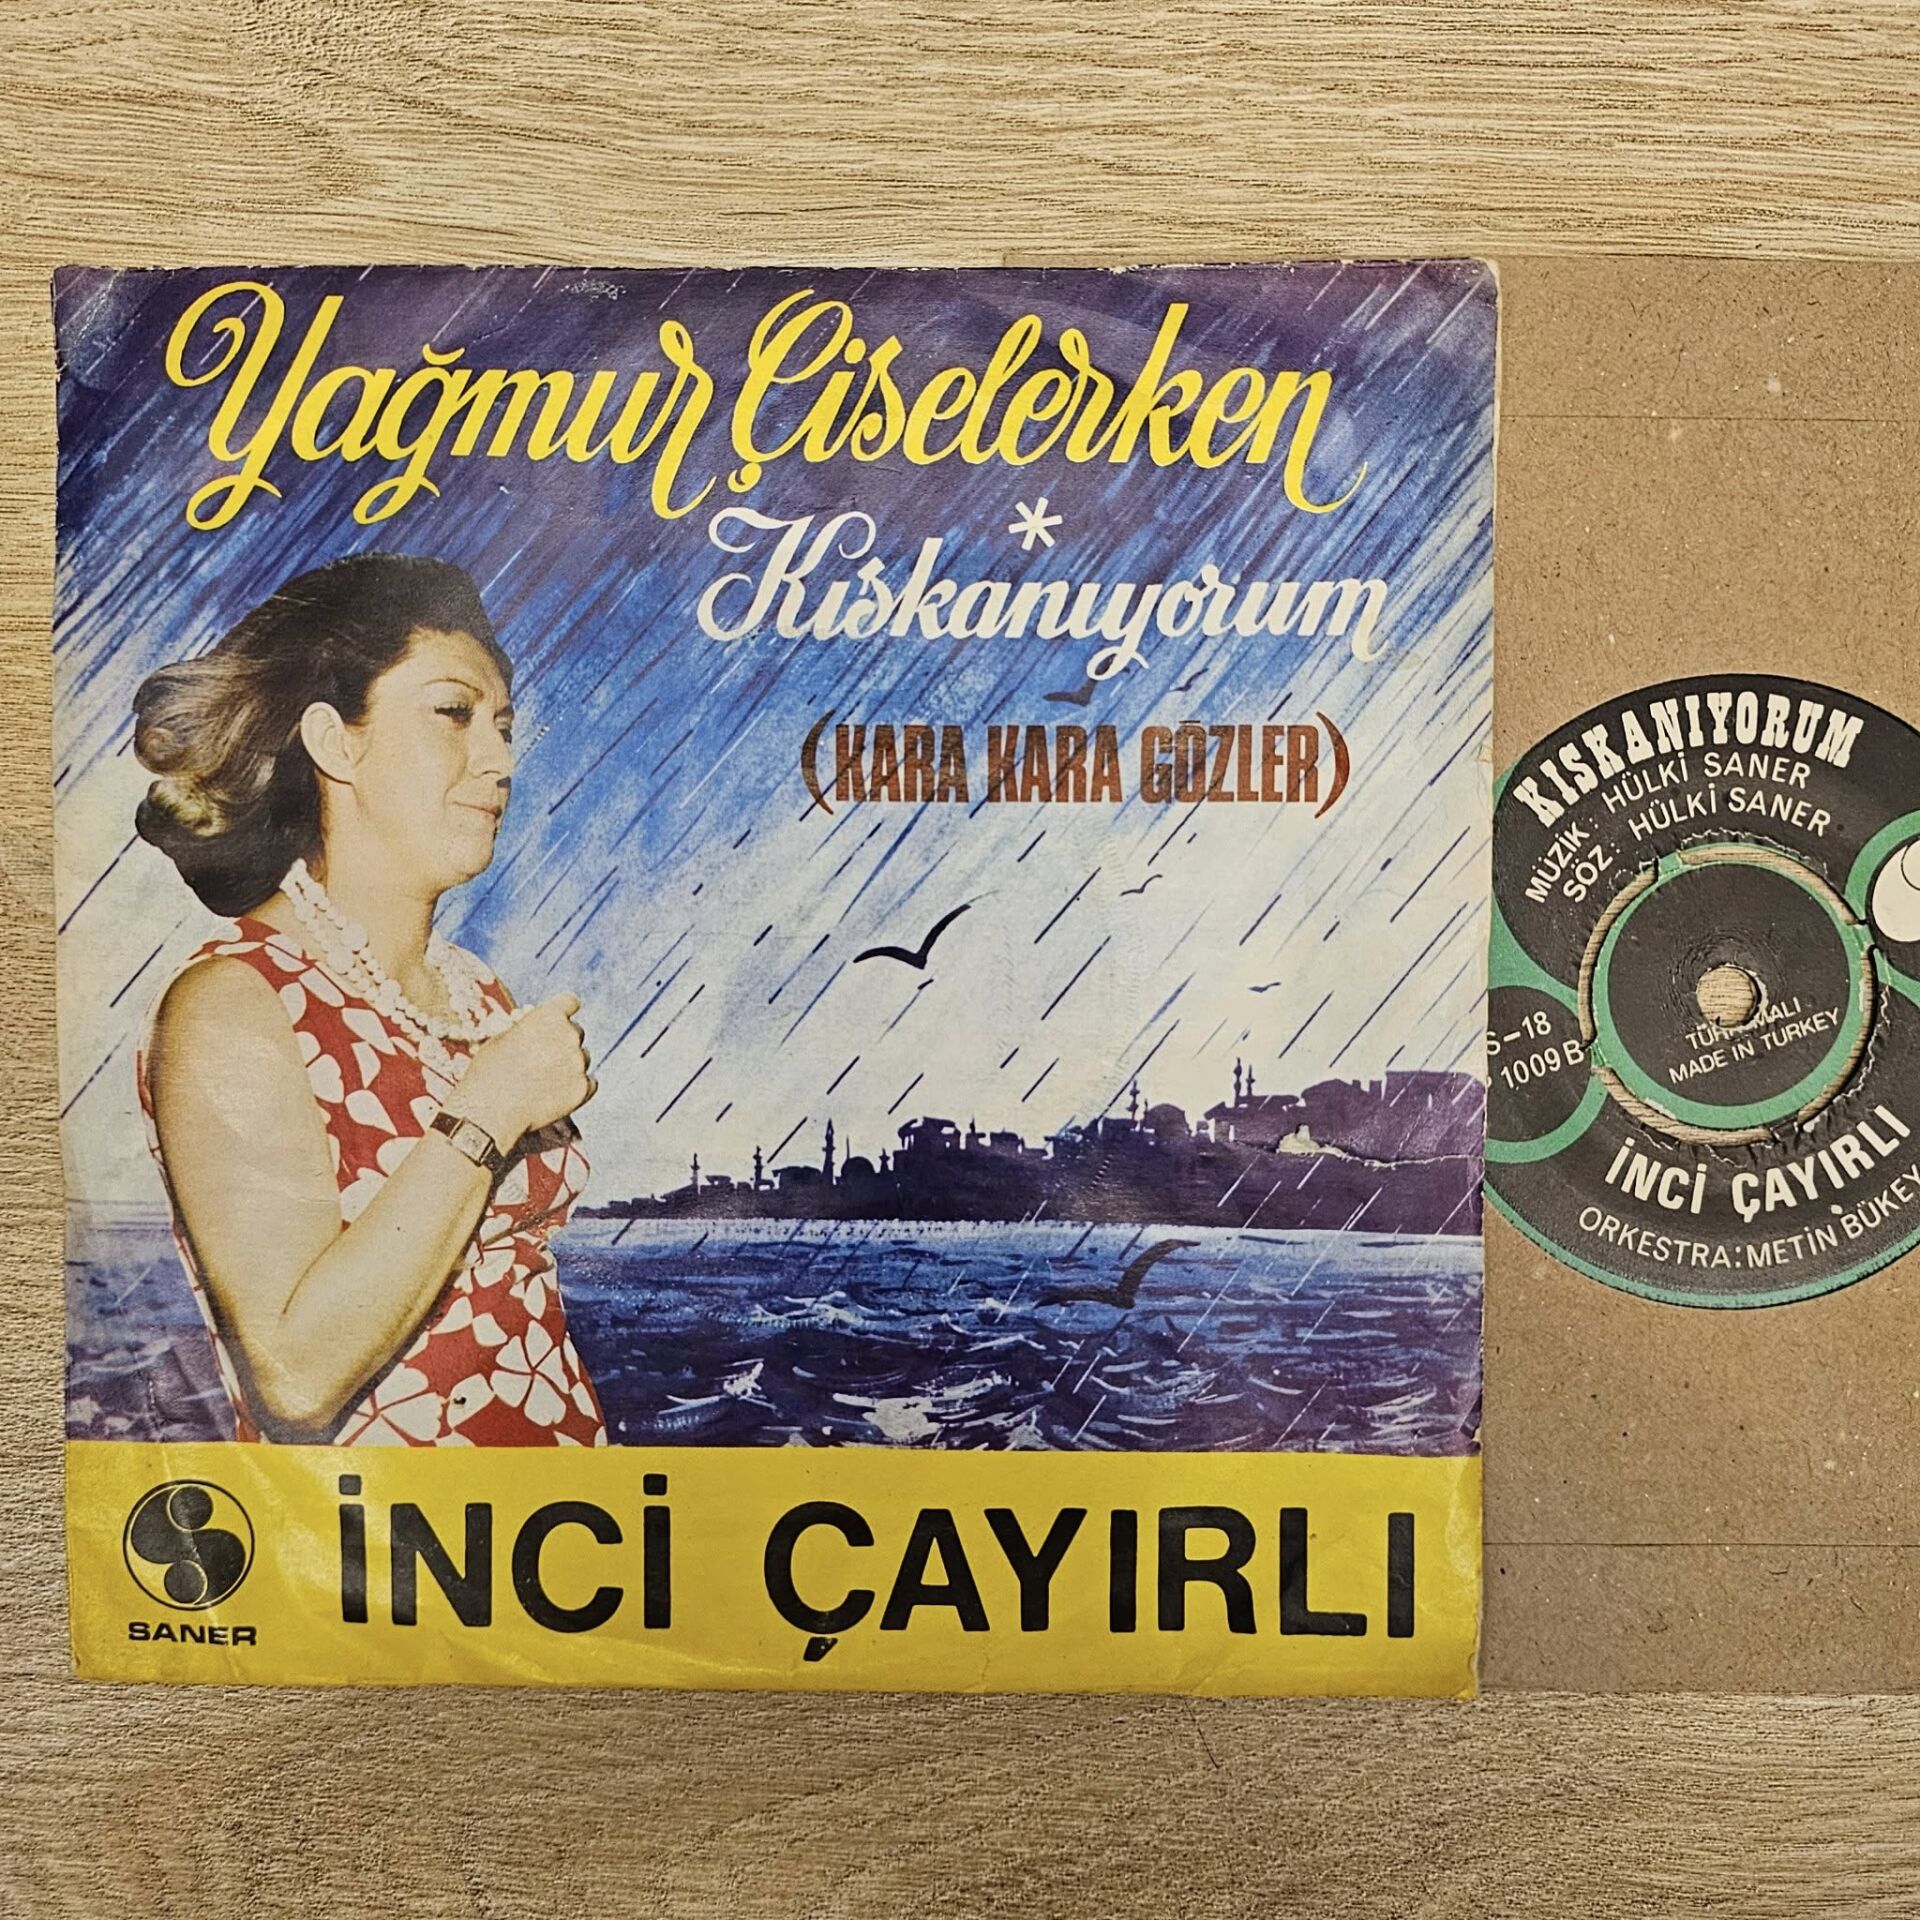 Yağmur Çiselerken
*
Kıskanıyorum
(KARA KARA GÖZLER)
SANER
İNCİ ÇAYIRLI
KISKANIYORUM
MÜZİK: HÜLKİ SANER
SÖZ: HÜLKİ SANER
S-18
1009 B
MALI
MADE IN TURKEY
İNCİ ÇAYIRLI
ORKESTRA: METİN BÜKEY